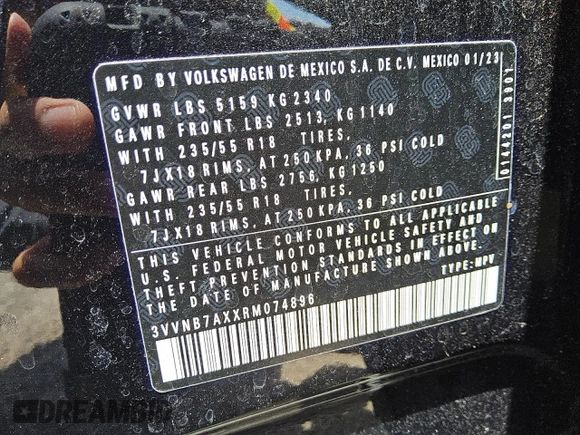 MFD BY VOLKSWAGEN DE MEXICO S.A. DE C.V. MEXICO 01/23
GVWR LBS 5159 KG 2340
GAWR FRONT LBS 2513, KG 1140
WITH 235/55 R18 TIRES,
7JX18 RIMS, AT 250 KPA, 36 PSI COLD
GAWR REAR LBS 2756, KG 1250
WITH 235/55 R18 TIRES,
7JX18 RIMS, AT 250 KPA, 36 PSI COLD
THIS VEHICLE CONFORMS TO ALL APPLICABLE
U.S. FEDERAL MOTOR VEHICLE SAFETY AND
THEFT PREVENTION STANDARDS IN EFFECT ON
THE DATE OF MANUFACTURE SHOWN ABOVE.
TYPE: MPV
3VVNB7AXXRM074896
0144201 3901
DREAMBID